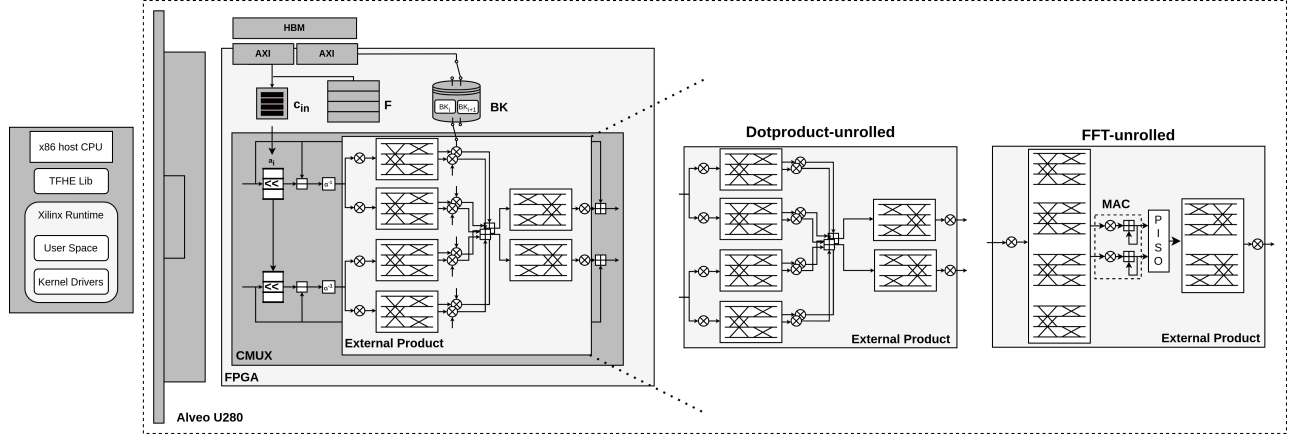 x86 host CPU
TFHE Lib
Xilinx Runtime
User Space
Kernel Drivers
HBM
AXI
AXI
c_in
F
BK_i
BK_{i+1}
BK
a_i
<<
<<
External Product
CMUX
FPGA
Alveo U280
Dotproduct-unrolled
External Product
FFT-unrolled
MAC
P
I
S
O
External Product